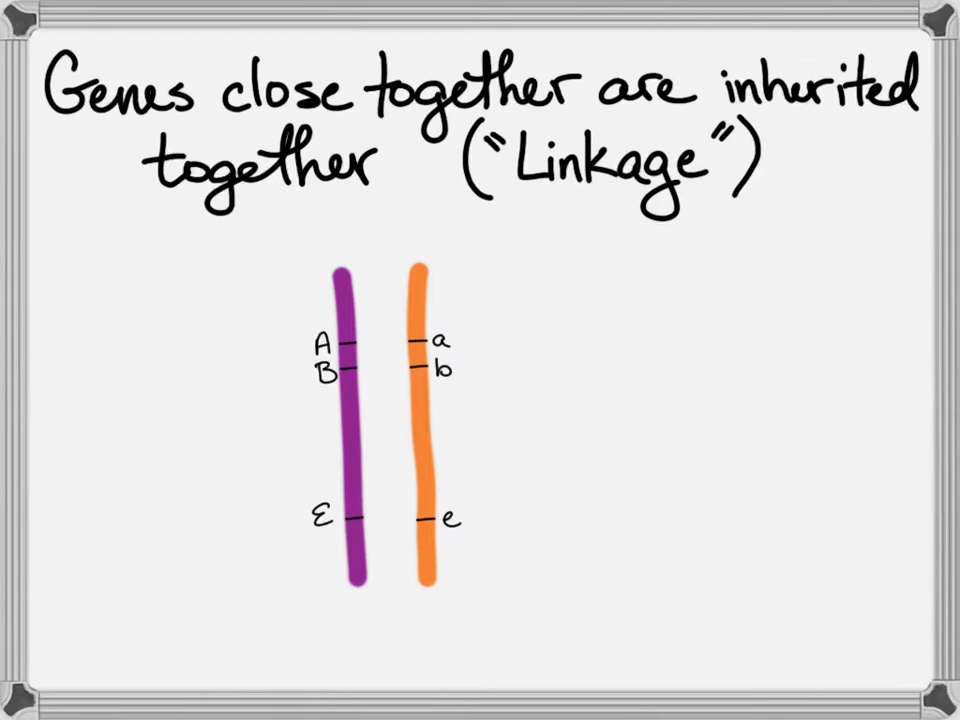 Genes close together are inherited
together ("Linkage")
A a
B b
E e